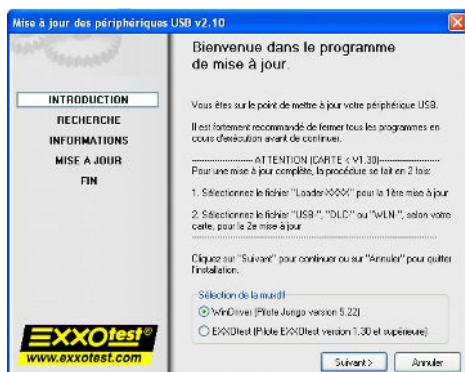 Mise à jour des périphériques USB v2.10
INTRODUCTION
RECHERCHE
INFORMATIONS
MISE A JOUR
FIN
EXXOtest®
www.exxotest.com
Bienvenue dans le programme
de mise à jour.
Vous êtes sur le point de mettre à jour votre périphérique USB.
Il est fortement recommandé de fermer tous les programmes en
cours d'exécution avant de continuer.
---------------------- ATTENTION (CARTE < V1.30)----------------------
Pour une mise à jour complète, la procédure se fait en 2 fois:
1. Sélectionnez le fichier "Loader-XXXX" pour la 1ère mise à jour
2. Sélectionnez le fichier "USB-", "DLC-" ou "WLN-", selon votre
carte, pour la 2e mise à jour
Cliquez sur "Suivant" pour continuer ou sur "Annuler" pour quitter
l'installation.
Sélection de la muxdll
WinDriver (Pilote Jungo version 5.22)
EXXOtest (Pilote EXXOtest version 1.30 et supérieure)
Suivant >
Annuler